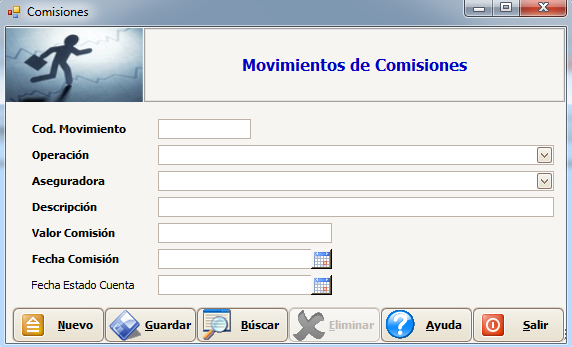 Comisiones
Movimientos de Comisiones
Cod. Movimiento
Operación
Aseguradora
Descripción
Valor Comisión
Fecha Comisión
Fecha Estado Cuenta
Nuevo Guardar Búscar Eliminar Ayuda Salir